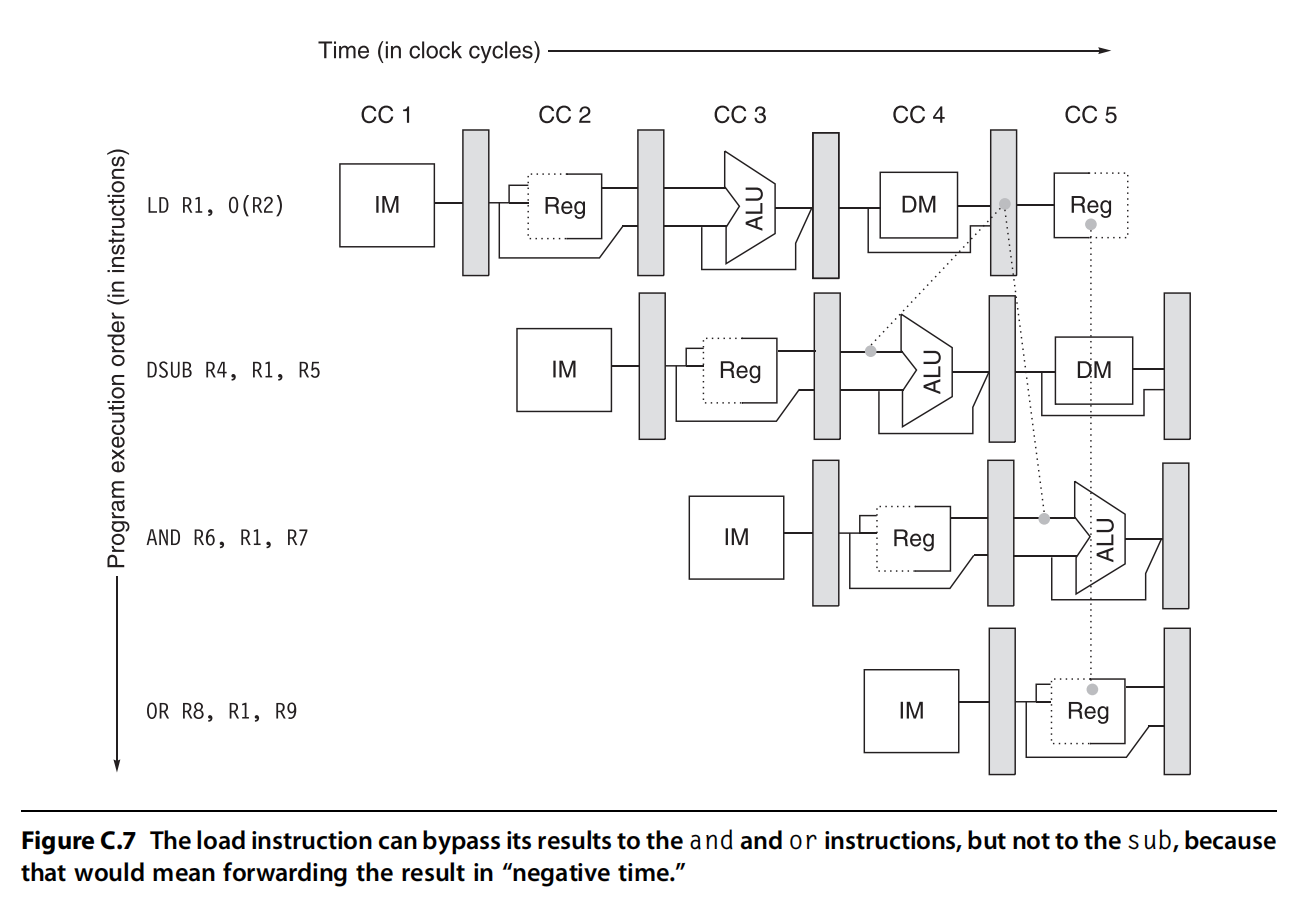 Time (in clock cycles)
CC 1 CC 2 CC 3 CC 4 CC 5
Program execution order (in instructions)
LD R1, 0(R2) IM Reg ALU DM Reg
DSUB R4, R1, R5 IM Reg ALU DM
AND R6, R1, R7 IM Reg ALU
OR R8, R1, R9 IM Reg
Figure C.7 The load instruction can bypass its results to the and and or instructions, but not to the sub, because
that would mean forwarding the result in “negative time.”